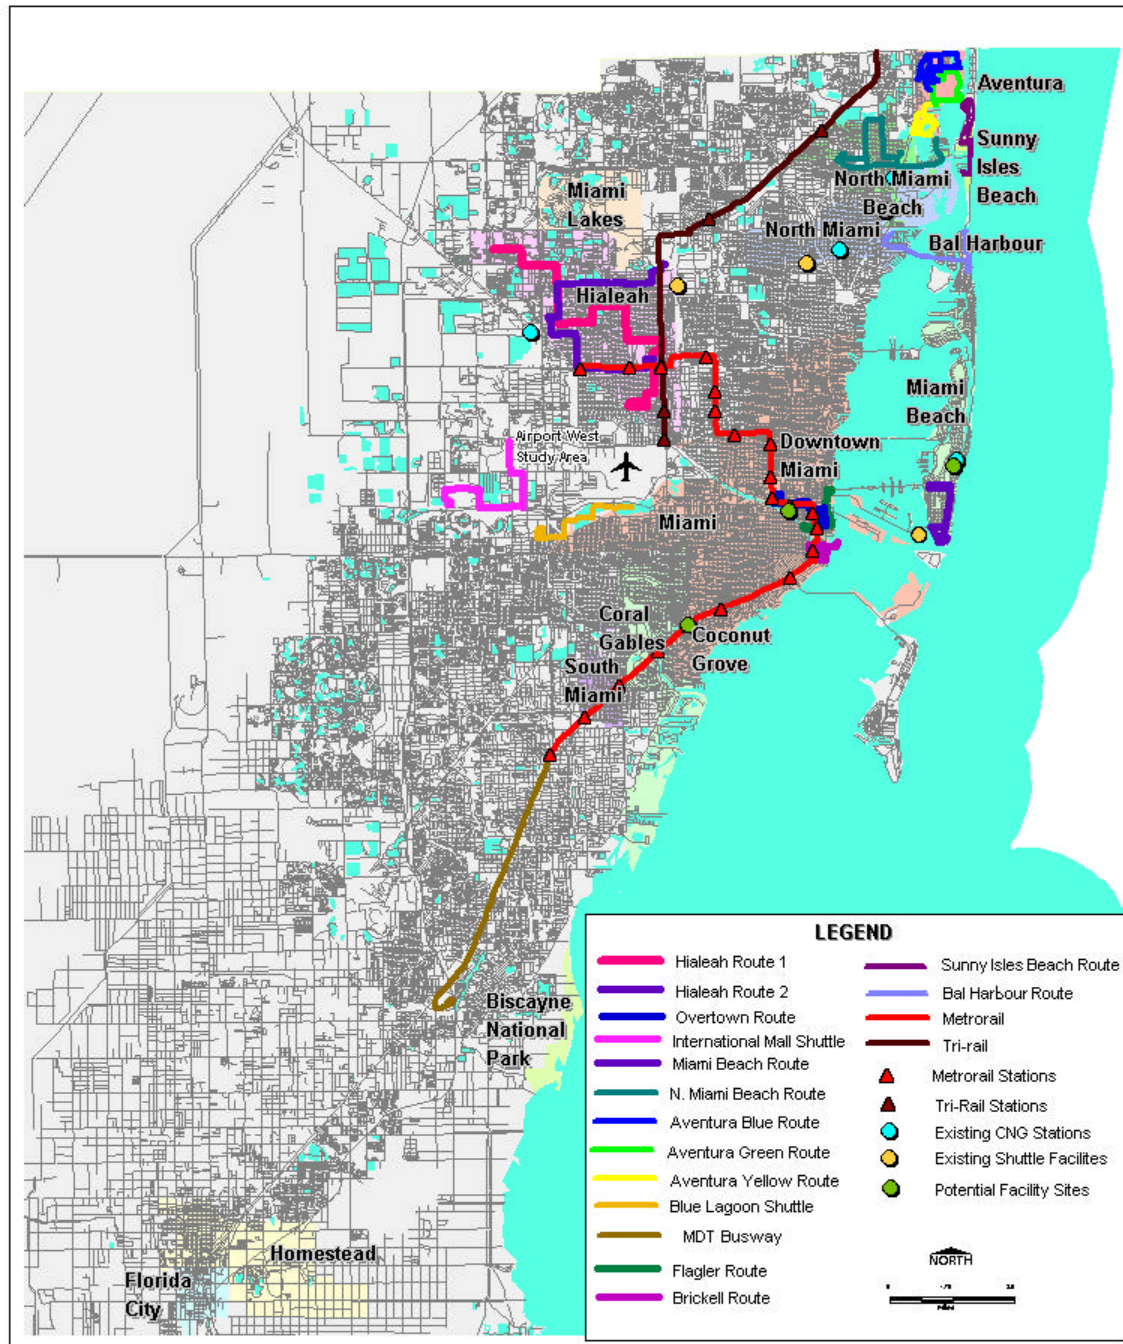 Aventura
Sunny
Isles
Beach
North Miami
Beach
Miami
Lakes
North Miami
Bal Harbour
Hialeah
Miami
Beach
Airport West
Study Area
Downtown
Miami
Miami
Coral
Gables
Coconut
Grove
South
Miami
Biscayne
National
Park
Homestead
Florida
City
LEGEND
Hialeah Route 1
Hialeah Route 2
Overtown Route
International Mall Shuttle
Miami Beach Route
N. Miami Beach Route
Aventura Blue Route
Aventura Green Route
Aventura Yellow Route
Blue Lagoon Shuttle
MDT Busway
Flagler Route
Brickell Route
Sunny Isles Beach Route
Bal Harbour Route
Metrorail
Tri-rail
Metrorail Stations
Tri-Rail Stations
Existing CNG Stations
Existing Shuttle Facilites
Potential Facility Sites
NORTH